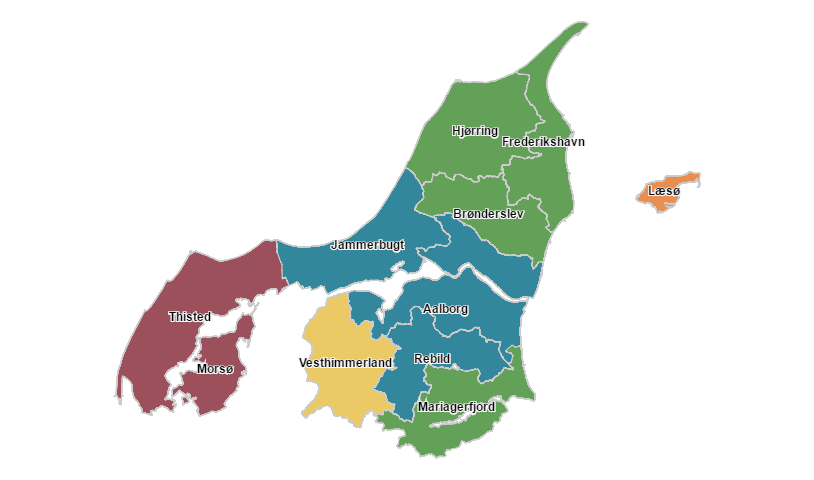 Hjørring
Frederikshavn
Læsø
Brønderslev
Jammerbugt
Aalborg
Thisted
Rebild
Vesthimmerland
Morsø
Mariagerfjord